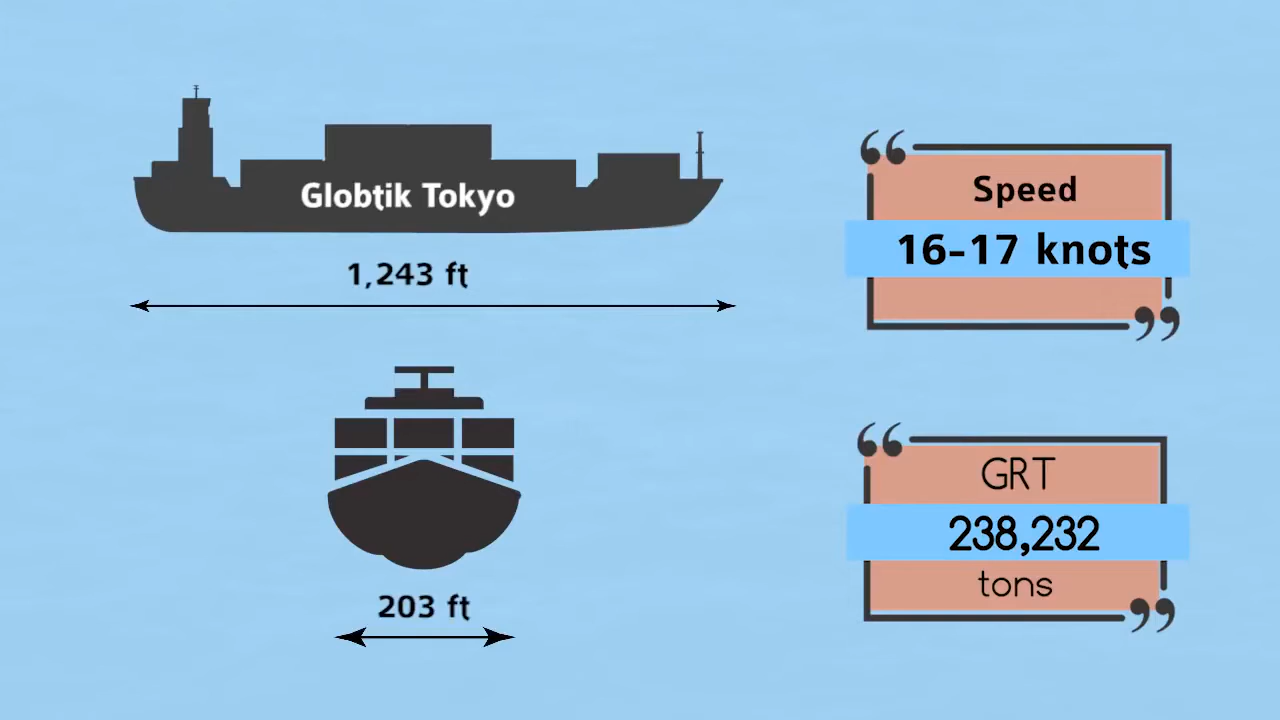 Globtik Tokyo
1,243 ft
203 ft
Speed
16-17 knots
GRT
238,232
tons